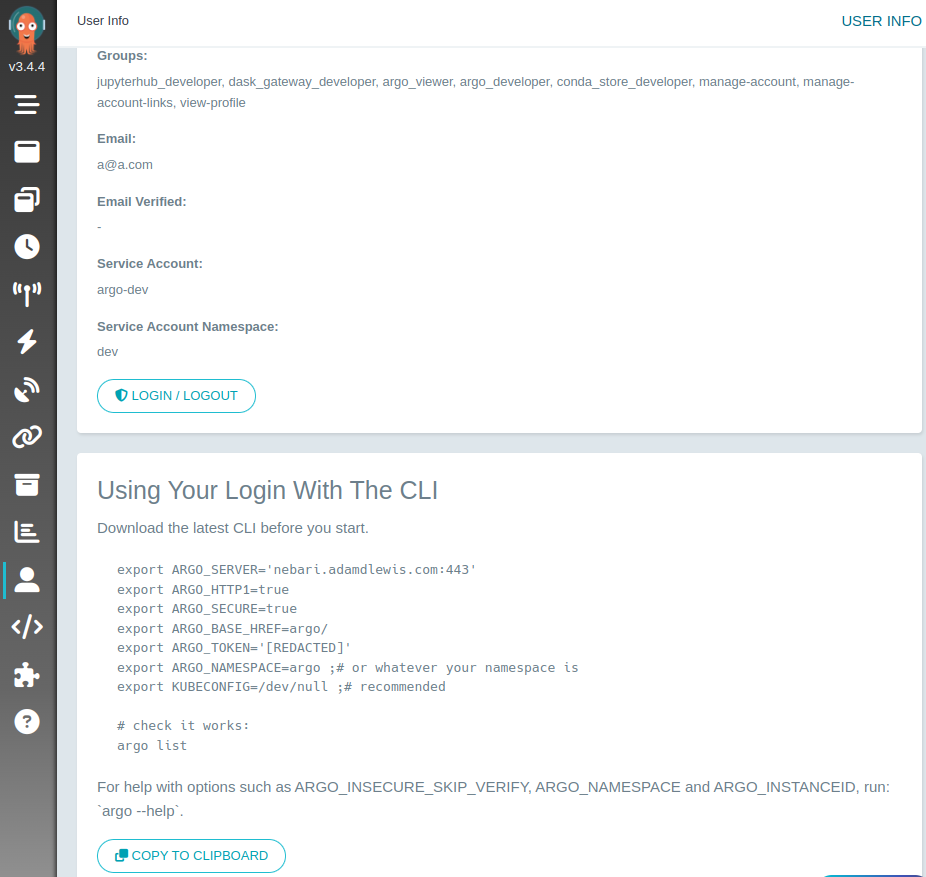 User Info
USER INFO
v3.4.4
Groups:
jupyterhub_developer, dask_gateway_developer, argo_viewer, argo_developer, conda_store_developer, manage-account, manage-
account-links, view-profile
Email:
a@a.com
Email Verified:
-
Service Account:
argo-dev
Service Account Namespace:
dev
LOGIN / LOGOUT
Using Your Login With The CLI
Download the latest CLI before you start.
export ARGO_SERVER='nebari.adamdlewis.com:443'
export ARGO_HTTP1=true
export ARGO_SECURE=true
export ARGO_BASE_HREF=argo/
export ARGO_TOKEN='[REDACTED]'
export ARGO_NAMESPACE=argo ;# or whatever your namespace is
export KUBECONFIG=/dev/null ;# recommended
# check it works:
argo list
For help with options such as ARGO_INSECURE_SKIP_VERIFY, ARGO_NAMESPACE and ARGO_INSTANCEID, run:
`argo --help`.
COPY TO CLIPBOARD